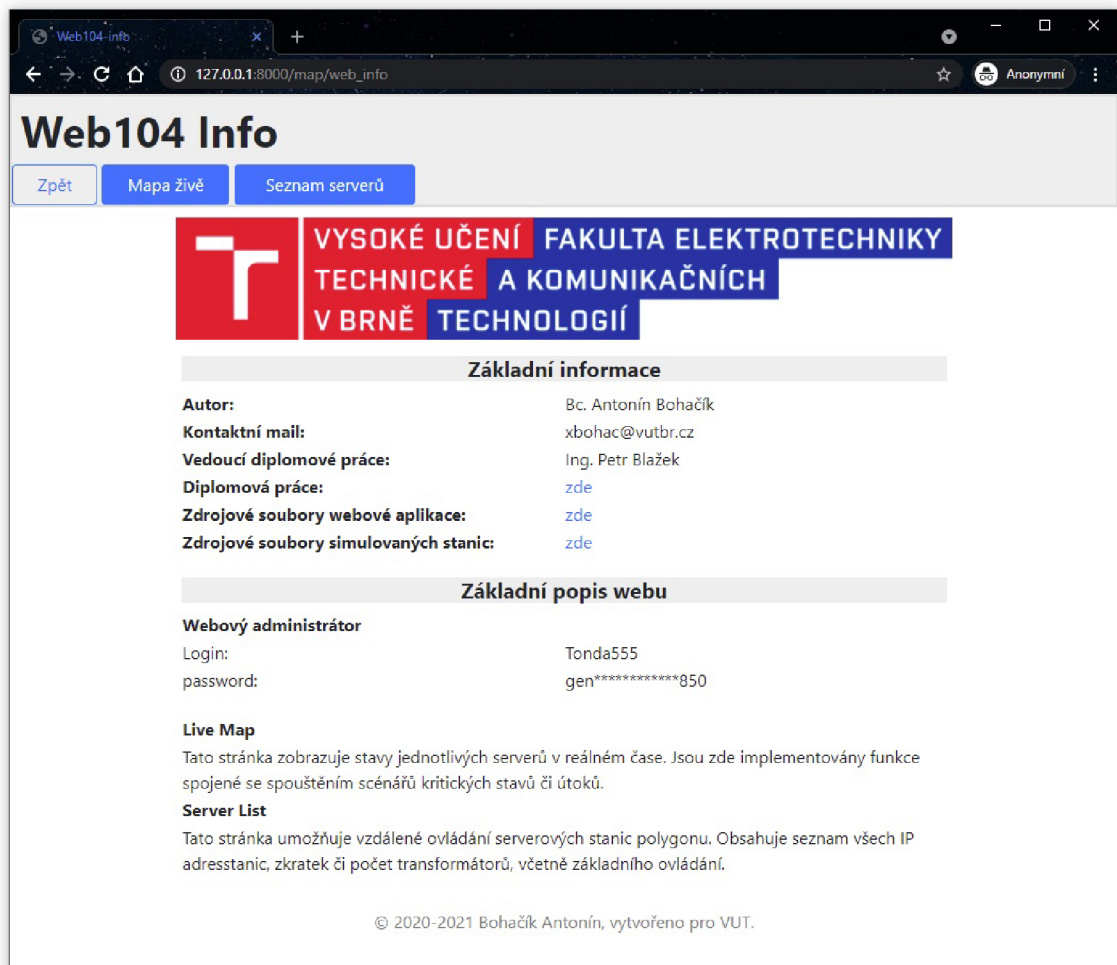 Web104-info
127.0.0.1:8000/map/web_info
Anonymní
Web104 Info
Zpět Mapa živě Seznam serverů
VYSOKÉ UČENÍ FAKULTA ELEKTROTECHNIKY
TECHNICKÉ A KOMUNIKAČNÍCH
V BRNĚ TECHNOLOGIÍ
Základní informace
Autor: Bc. Antonín Bohačík
Kontaktní mail: xbohac@vutbr.cz
Vedoucí diplomové práce: Ing. Petr Blažek
Diplomová práce: zde
Zdrojové soubory webové aplikace: zde
Zdrojové soubory simulovaných stanic: zde
Základní popis webu
Webový administrátor
Login: Tonda555
password: gen************850
Live Map
Tato stránka zobrazuje stavy jednotlivých serverů v reálném čase. Jsou zde implementovány funkce
spojené se spouštěním scénářů kritických stavů či útoků.
Server List
Tato stránka umožňuje vzdálené ovládání serverových stanic polygonu. Obsahuje seznam všech IP
adresstanic, zkratek či počet transformátorů, včetně základního ovládání.
© 2020-2021 Bohačík Antonín, vytvořeno pro VUT.